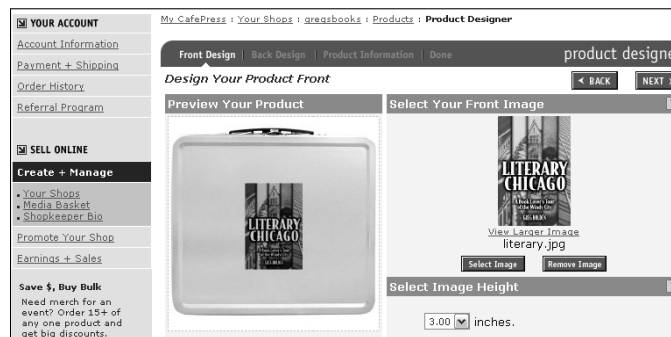 YOUR ACCOUNT
Account Information
Payment + Shipping
Order History
Referral Program
SELL ONLINE
Create + Manage
Your Shops
Media Basket
Shopkeeper Bio
Promote Your Shop
Earnings + Sales
Save $, Buy Bulk
Need merch for an
event? Order 15+ of
any one product and
get big discounts.
My CafePress : Your Shops : gregsbooks : Products : Product Designer
Front Design | Back Design | Product Information | Done
product designe
Design Your Product Front
< BACK
NEXT
Preview Your Product
LITERARY
CHICAGO
Select Your Front Image
LITERARY
CHICAGO
A Book Lover's Tour
of the Windy City
View Larger Image
literary.jpg
Select Image
Remove Image
Select Image Height
3.00 inches.